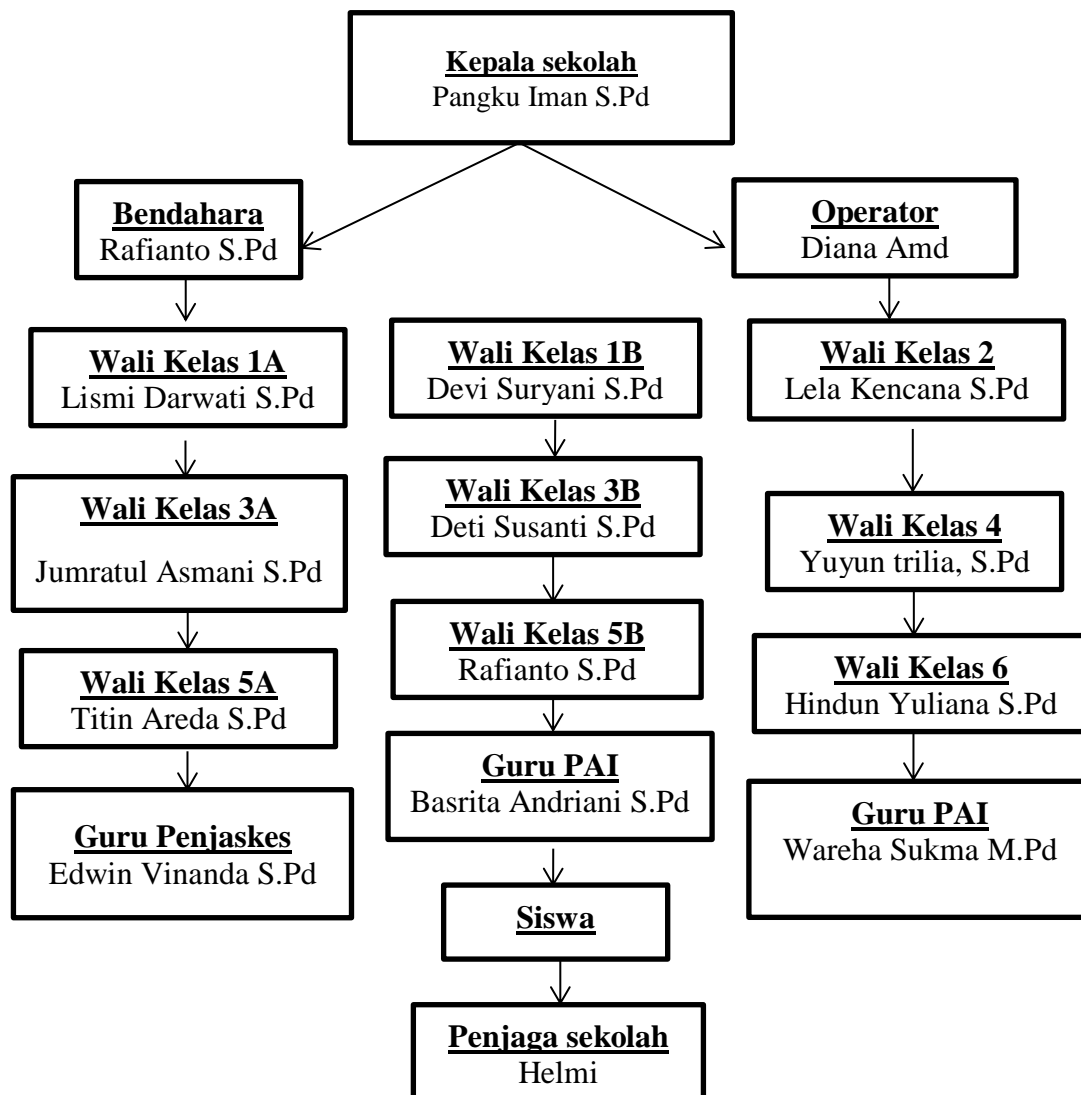 Kepala sekolah
Pangku Iman S.Pd
Bendahara
Rafianto S.Pd
Operator
Diana Amd
Wali Kelas 1A
Lismi Darwati S.Pd
Wali Kelas 1B
Devi Suryani S.Pd
Wali Kelas 2
Lela Kencana S.Pd
Wali Kelas 3A
Jumratul Asmani S.Pd
Wali Kelas 3B
Deti Susanti S.Pd
Wali Kelas 4
Yuyun trilia, S.Pd
Wali Kelas 5A
Titin Areda S.Pd
Wali Kelas 5B
Rafianto S.Pd
Wali Kelas 6
Hindun Yuliana S.Pd
Guru Penjaskes
Edwin Vinanda S.Pd
Guru PAI
Basrita Andriani S.Pd
Guru PAI
Wareha Sukma M.Pd
Siswa
Penjaga sekolah
Helmi